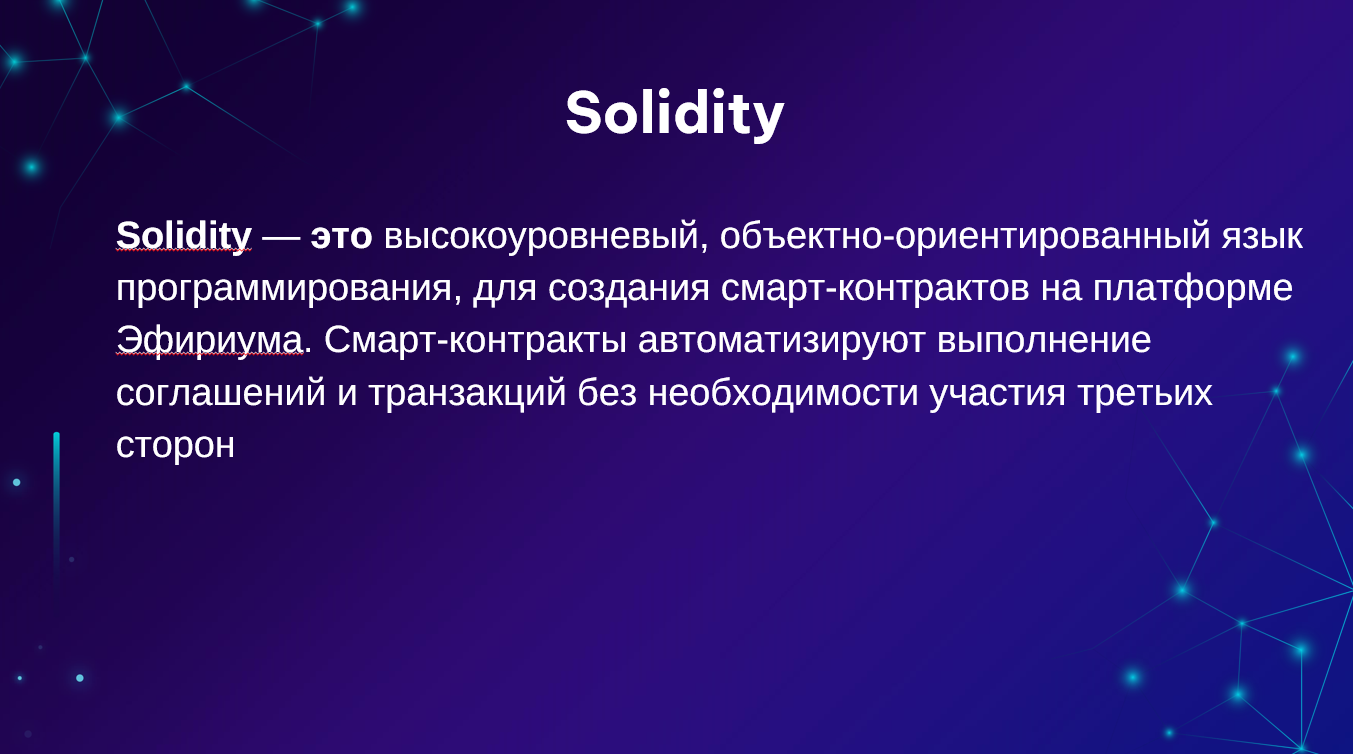 Solidity
Solidity — это высокоуровневый, объектно-ориентированный язык
программирования, для создания смарт-контрактов на платформе
Эфириума. Смарт-контракты автоматизируют выполнение
соглашений и транзакций без необходимости участия третьих
сторон